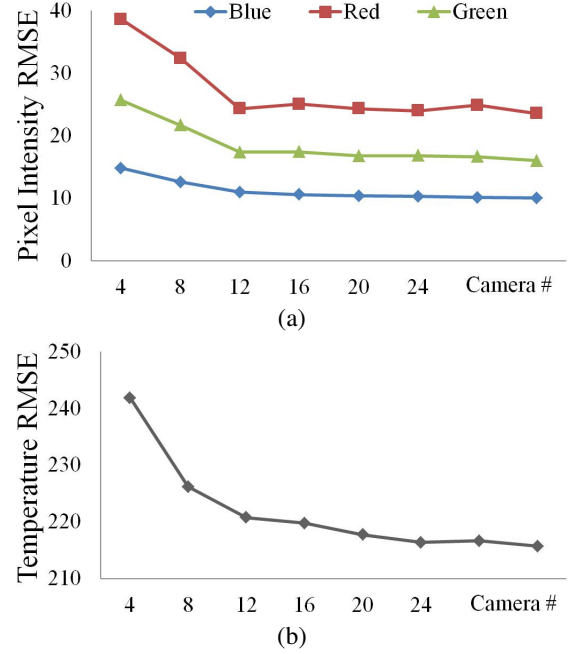 40
Blue Red Green
30
20
10
0
Pixel Intensity RMSE
4 8 12 16 20 24 Camera #
(a)
250
240
230
220
210
Temperature RMSE
4 8 12 16 20 24 Camera #
(b)